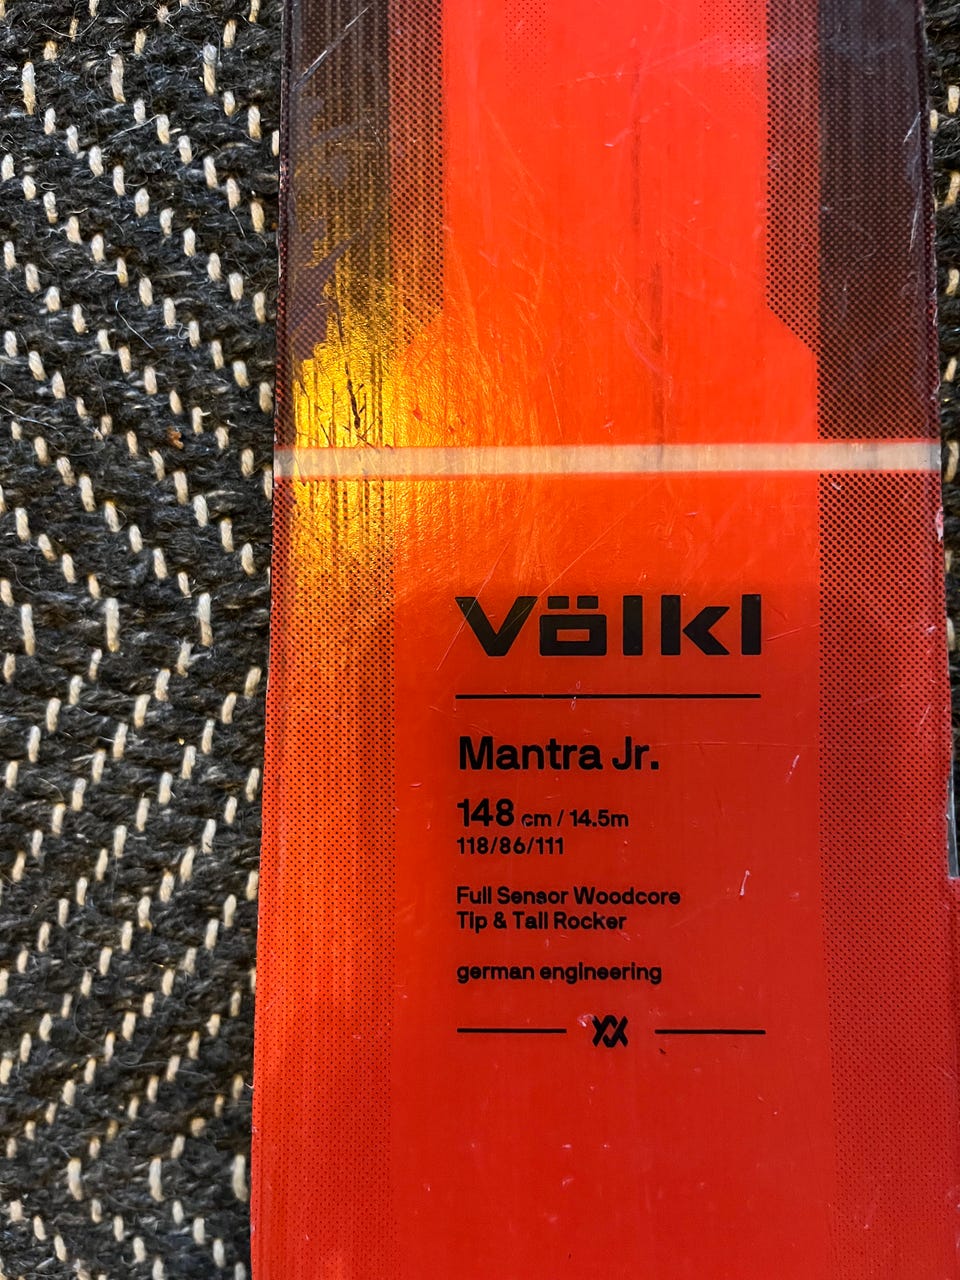 Völkl
Mantra Jr.
148 cm / 14.5m
118/86/111
Full Sensor Woodcore
Tip & Tail Rocker
german engineering